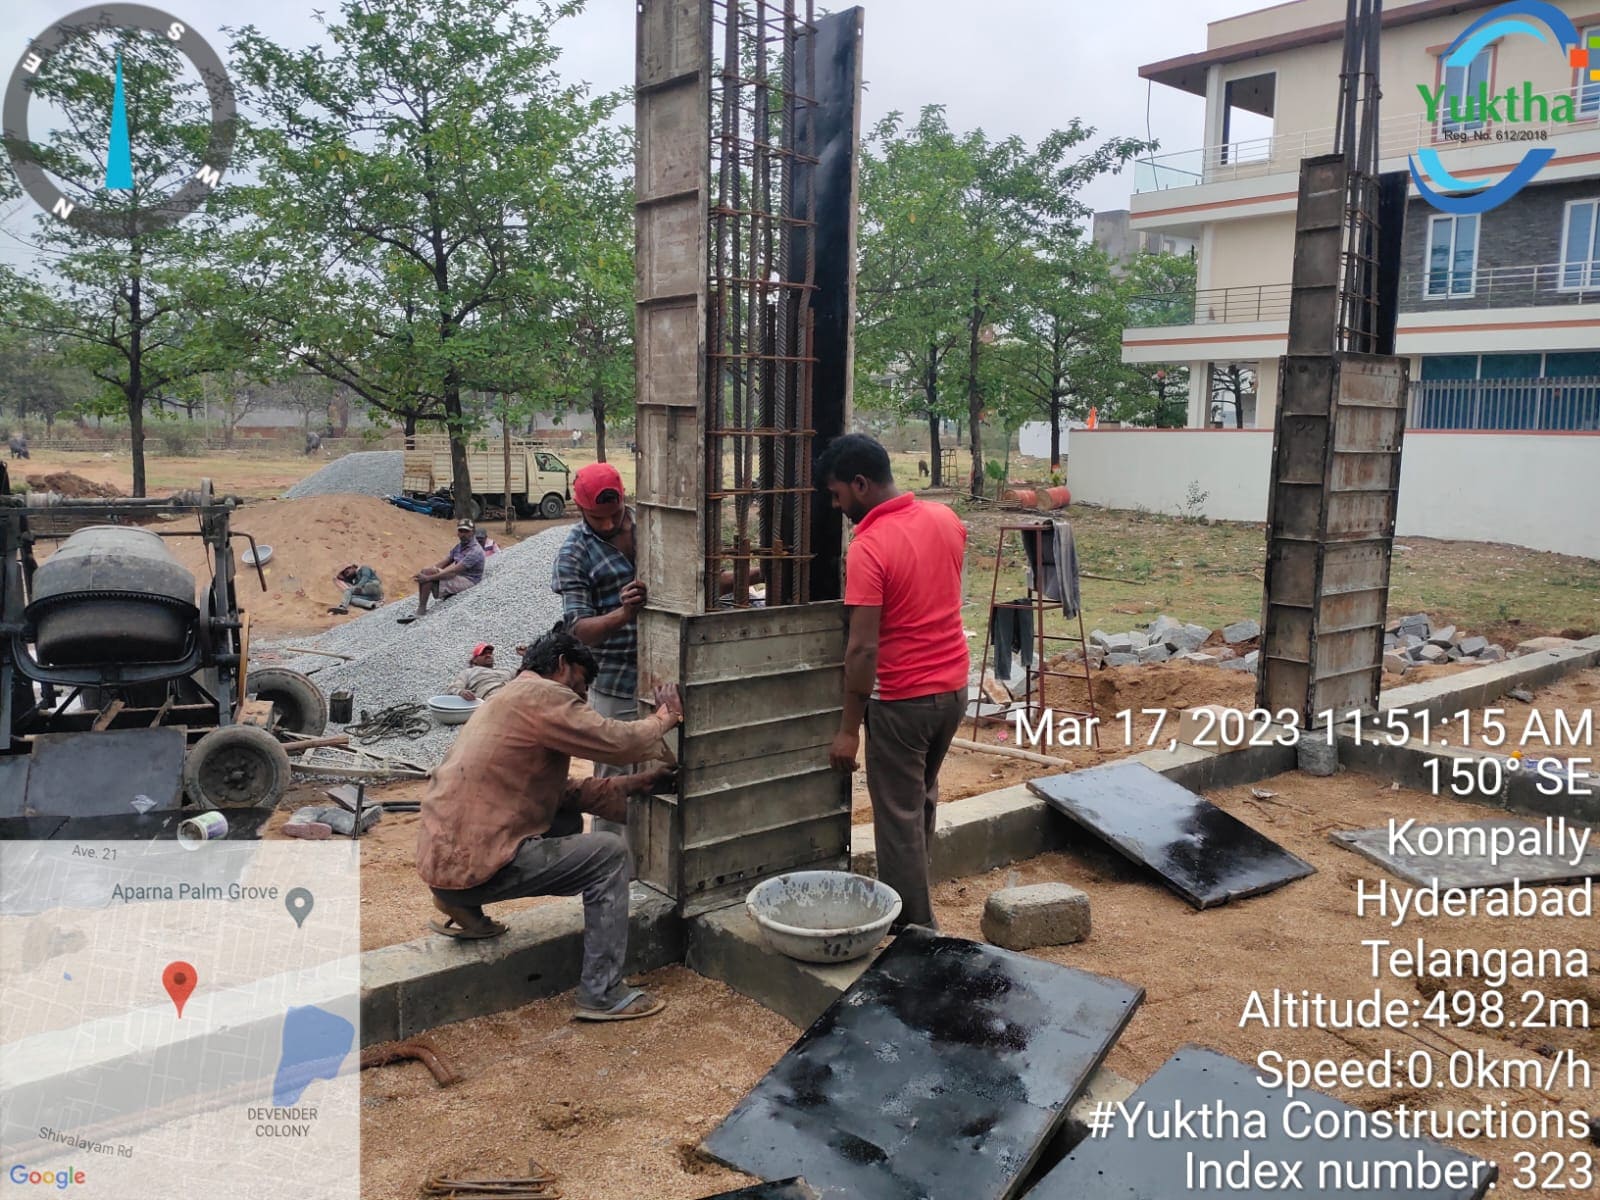 S
E
W
N
Yuktha
Reg. No. 612/2018
Mar 17, 2023 11:51:15 AM
150° SE
Kompally
Hyderabad
Telangana
Altitude:498.2m
Speed:0.0km/h
#Yuktha Constructions
Index number: 323
Ave. 21
Aparna Palm Grove
DEVENDER
COLONY
Shivalayam Rd
Google